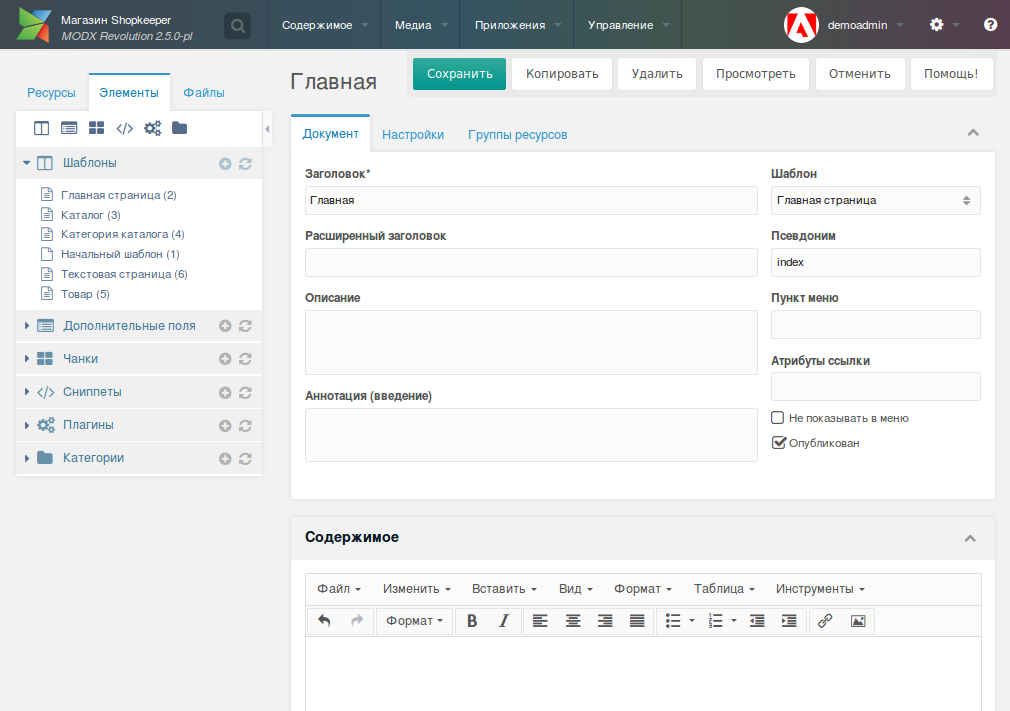 Магазин Shopkeeper
MODX Revolution 2.5.0-pl
Содержимое
Медиа
Приложения
Управление
demoadmin
Ресурсы
Элементы
Файлы
Шаблоны
Главная страница (2)
Каталог (3)
Категория каталога (4)
Начальный шаблон (1)
Текстовая страница (6)
Товар (5)
Дополнительные поля
Чанки
Сниппеты
Плагины
Категории
Главная
Сохранить
Копировать
Удалить
Просмотреть
Отменить
Помощь!
Документ
Настройки
Группы ресурсов
Заголовок*
Главная
Расширенный заголовок
Описание
Аннотация (введение)
Шаблон
Главная страница
Псевдоним
index
Пункт меню
Атрибуты ссылки
Не показывать в меню
Опубликован
Содержимое
Файл
Изменить
Вставить
Вид
Формат
Таблица
Инструменты
Формат